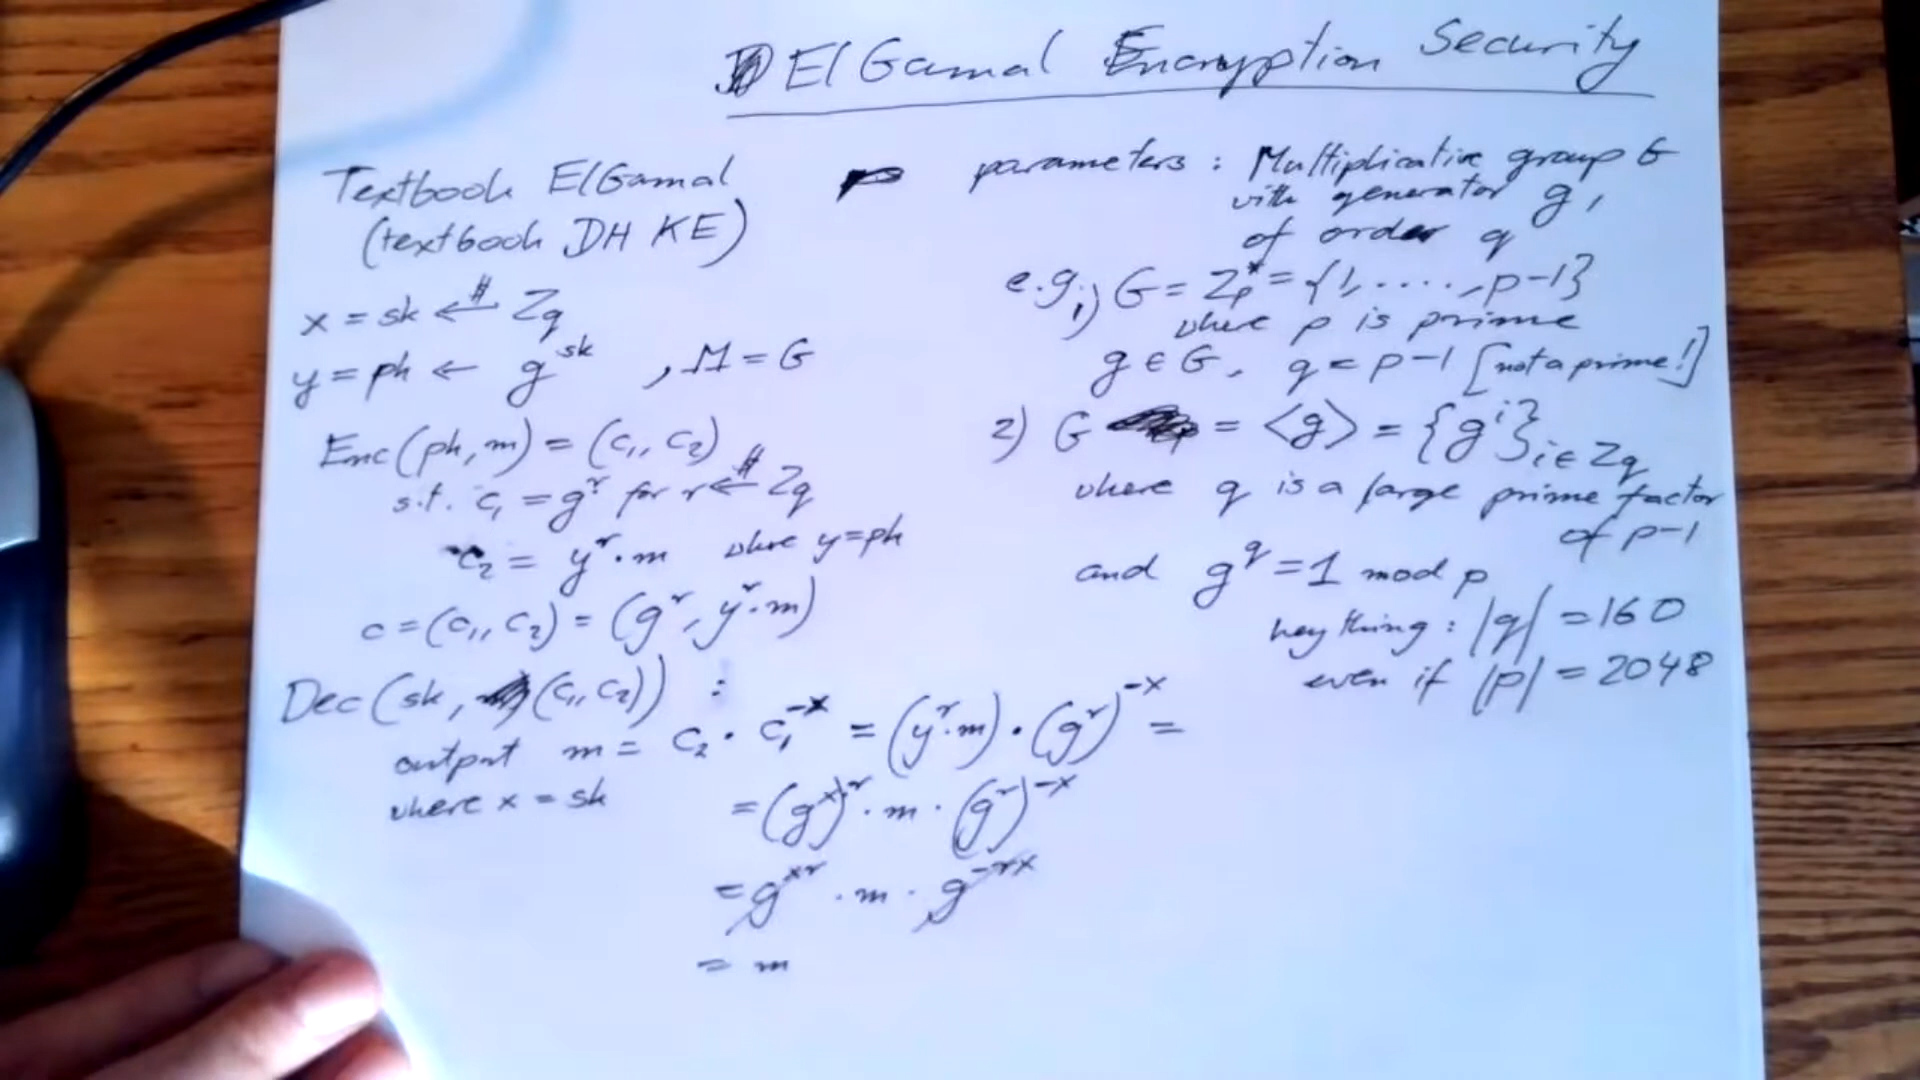 ElGamal Encryption Security
Textbook ElGamal
(textbook DH KE)
x = sk ←$ Zq
y = pk ← g^sk , M = G
Enc(pk, m) = (c₁, c₂)
s.t. c₁ = g^r for r ←$ Zq
c₂ = y^r · m where y = pk
c = (c₁, c₂) = (g^r, y^r · m)
Dec(sk, (c₁, c₂)) :
output m = c₂ · c₁^-x = (y^r · m) · (g^r)^-x =
where x = sk
= (g^x)^r · m · (g^r)^-x
= g^xr · m · g^-rx
= m
parameters : Multiplicative group G
with generator g,
of order q
e.g. 1) G = Zp* = {1, ...., p-1}
where p is prime
g ∈ G, q = p-1 [not a prime!]
2) G = <g> = {g^i} i ∈ Zq
where q is a large prime factor
of p-1
and g^q = 1 mod p
key thing : |q| = 160
even if |p| = 2048